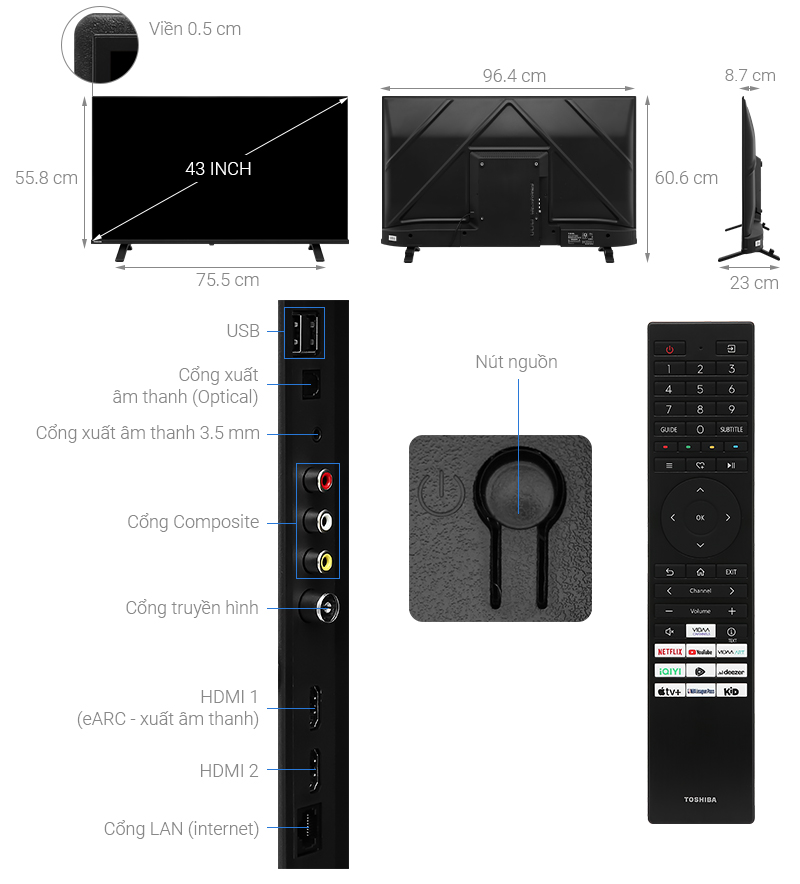 Viền 0.5 cm
96.4 cm
8.7 cm
55.8 cm
43 INCH
60.6 cm
75.5 cm
23 cm
USB
Cổng xuất
âm thanh (Optical)
Cổng xuất âm thanh 3.5 mm
Cổng Composite
Cổng truyền hình
HDMI 1
(eARC - xuất âm thanh)
HDMI 2
Cổng LAN (internet)
Nút nguồn
1 2 3
4 5 6
7 8 9
GUIDE 0 SUBTITLE
OK
EXIT
Channel
Volume
VIDAA
TEXT
NETFLIX YouTube VIDAA ART
iQIYI deezer
tv+ KiD
TOSHIBA